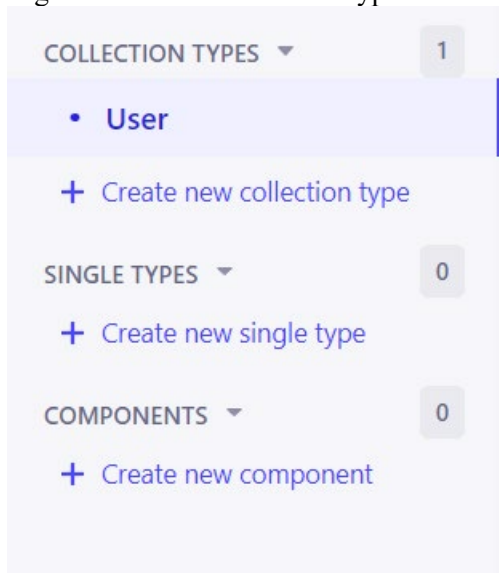 COLLECTION TYPES 1
• User
+ Create new collection type
SINGLE TYPES 0
+ Create new single type
COMPONENTS 0
+ Create new component